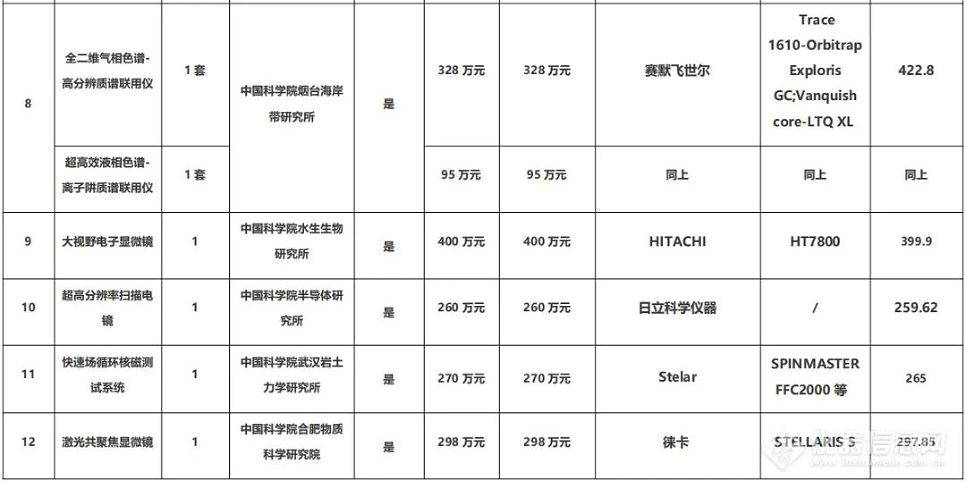 8
全二维气相色谱-
高分辨质谱联用仪
1 套
中国科学院烟台海岸
带研究所
是
328 万元
328 万元
赛默飞世尔
Trace
1610-Orbitrap
Exploris
GC;Vanquish
core-LTQ XL
422.8
超高效液相色谱-
离子阱质谱联用仪
1 套
95 万元
95 万元
同上
同上
同上
9
大视野电子显微镜
1
中国科学院水生生物
研究所
是
400 万元
400 万元
HITACHI
HT7800
399.9
10
超高分辨率扫描电
镜
1
中国科学院半导体研
究所
是
260 万元
260 万元
日立科学仪器
/
259.62
11
快速场循环核磁测
试系统
1
中国科学院武汉岩土
力学研究所
是
270 万元
270 万元
Stelar
SPINMASTER
FFC2000 等
265
12
激光共聚焦显微镜
1
中国科学院合肥物质
科学研究院
是
298 万元
298 万元
徕卡
STELLARIS 5
297.85
仪器信息网
www.instrument.com.cn